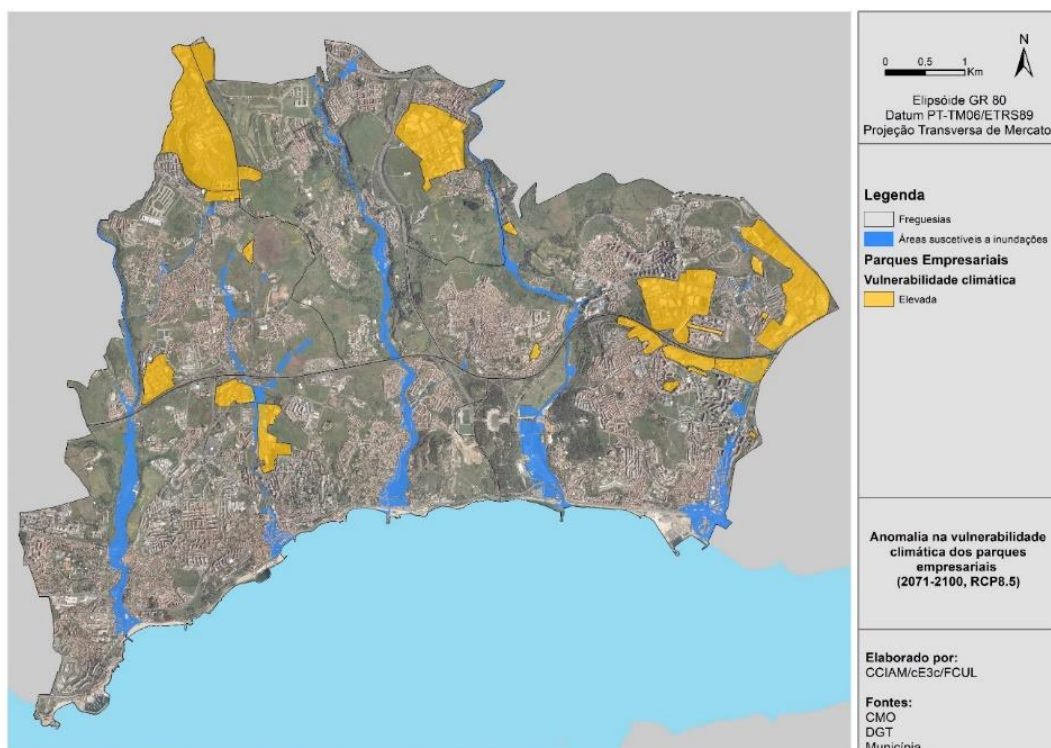 N
0 0.5 1
Km
Elipsóide GR 80
Datum PT-TM06/ETRS89
Projeção Transversa de Mercato
Legenda
Freguesias
Áreas suscetíveis a inundações
Parques Empresariais
Vulnerabilidade climática
Elevada
Anomalia na vulnerabilidade
climática dos parques
empresariais
(2071-2100, RCP8.5)
Elaborado por:
CCIAM/cE3c/FCUL
Fontes:
CMO
DGT
Municípia